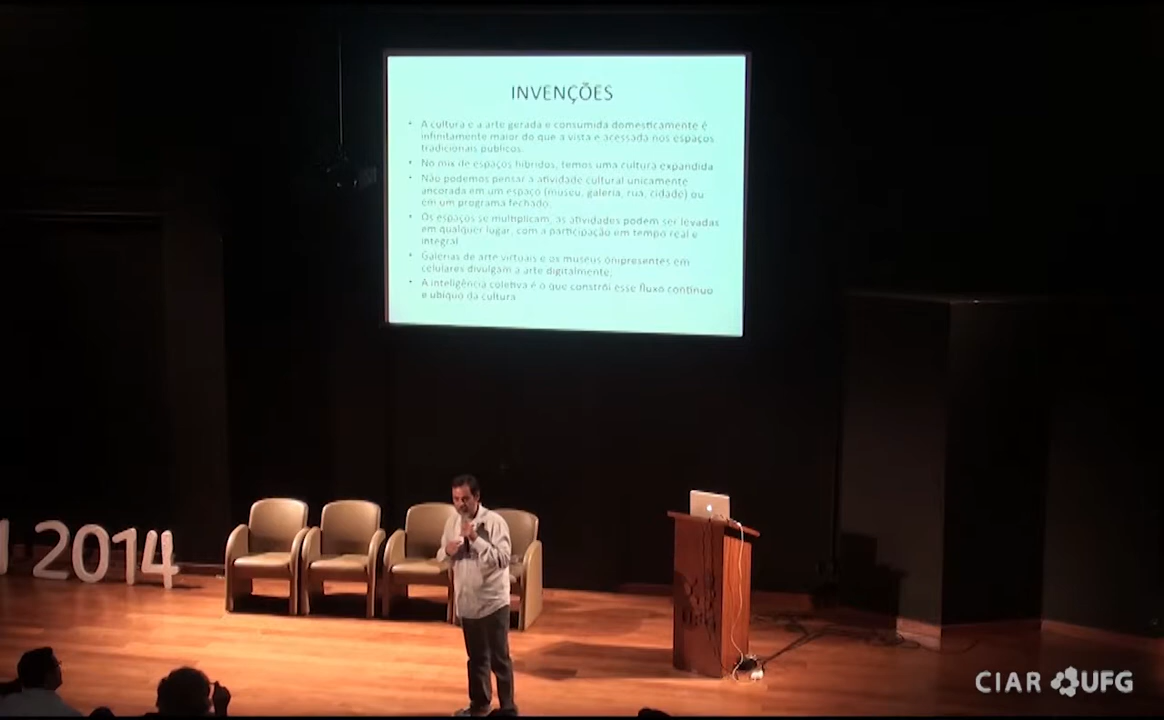 INVENÇÕES
• A cultura e a arte gerada e consumida domesticamente é
infinitamente maior do que a vista e acessada nos espaços
tradicionais públicos.
• No mix de espaços híbridos, temos uma cultura expandida
• Não podemos pensar a atividade cultural unicamente
ancorada em um espaço (museu, galeria, rua, cidade) ou
em um programa fechado.
• Os espaços se multiplicam, as atividades podem ser levadas
em qualquer lugar, com a participação em tempo real e
integral
• Galerias de arte virtuais e os museus onipresentes em
celulares divulgam a arte digitalmente.
• A inteligência coletiva é o que constrói esse fluxo contínuo
e ubíquo da cultura
2014
CIAR UFG